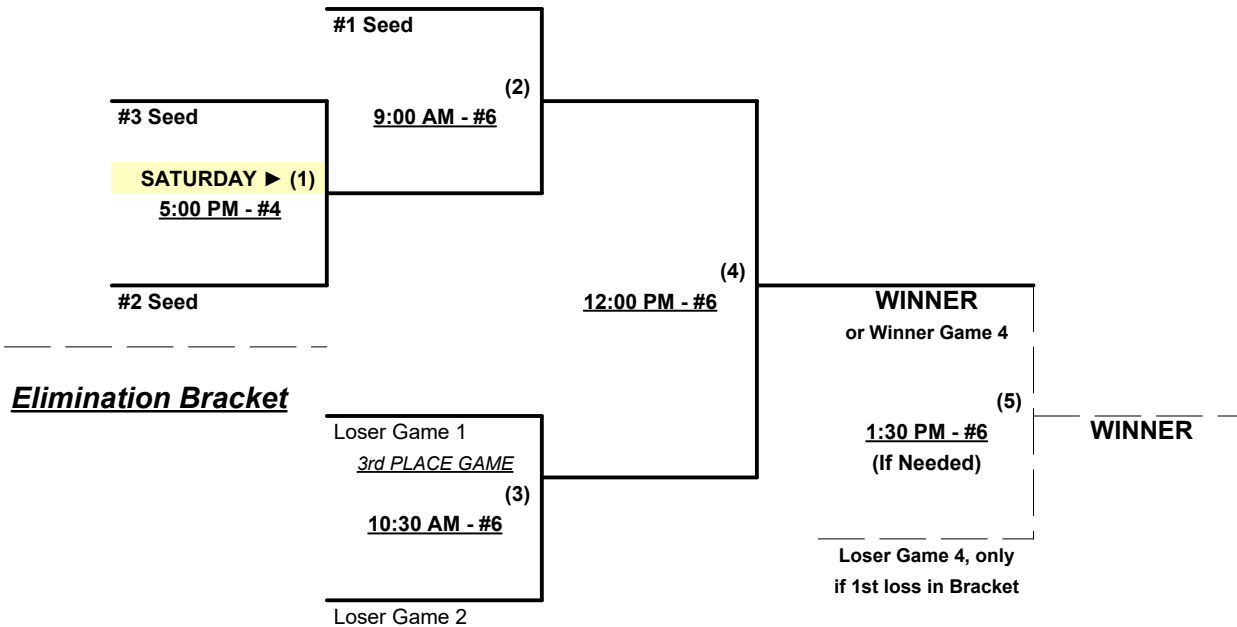 #1 Seed
(2)
9:00 AM - #6
#3 Seed
SATURDAY ► (1)
5:00 PM - #4
#2 Seed
(4)
12:00 PM - #6
WINNER
or Winner Game 4
Elimination Bracket
Loser Game 1
3rd PLACE GAME
(3)
10:30 AM - #6
Loser Game 2
(5)
1:30 PM - #6
(If Needed)
WINNER
Loser Game 4, only
if 1st loss in Bracket